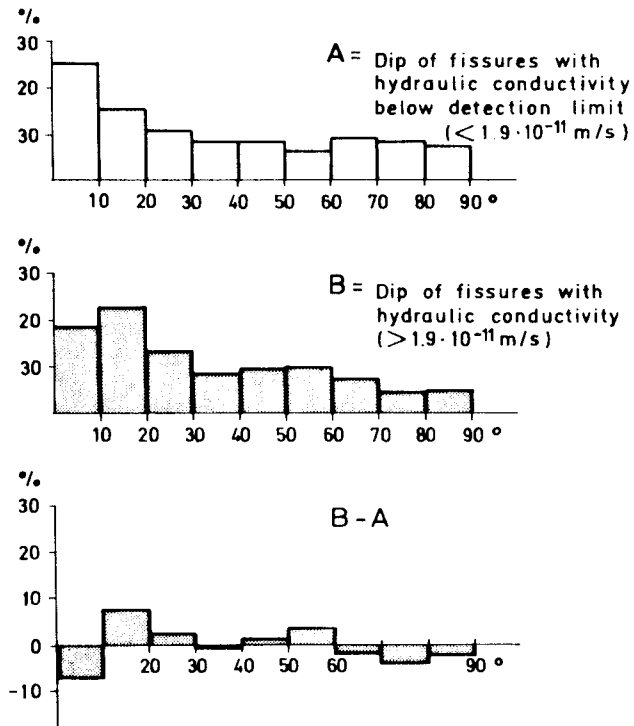 %
30
20
30
10 20 30 40 50 60 70 80 90 °
A = Dip of fissures with
hydraulic conductivity
below detection limit
(< 1.9·10⁻¹¹ m/s)
%
30
20
30
10 20 30 40 50 60 70 80 90 °
B = Dip of fissures with
hydraulic conductivity
(> 1.9·10⁻¹¹ m/s)
%
30
20
10
0
-10
20 30 40 50 60 70 80 90 °
B - A